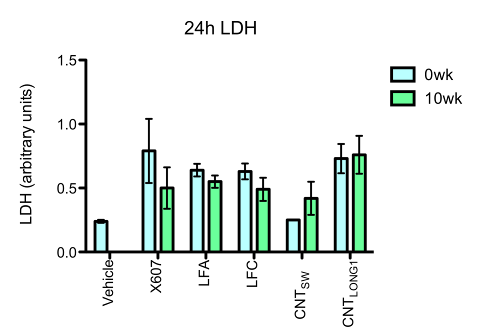 24h LDH
0wk
10wk
LDH (arbitrary units)
1.5
1.0
0.5
0.0
Vehicle
X607
LFA
LFC
CNTSW
CNTLONG1